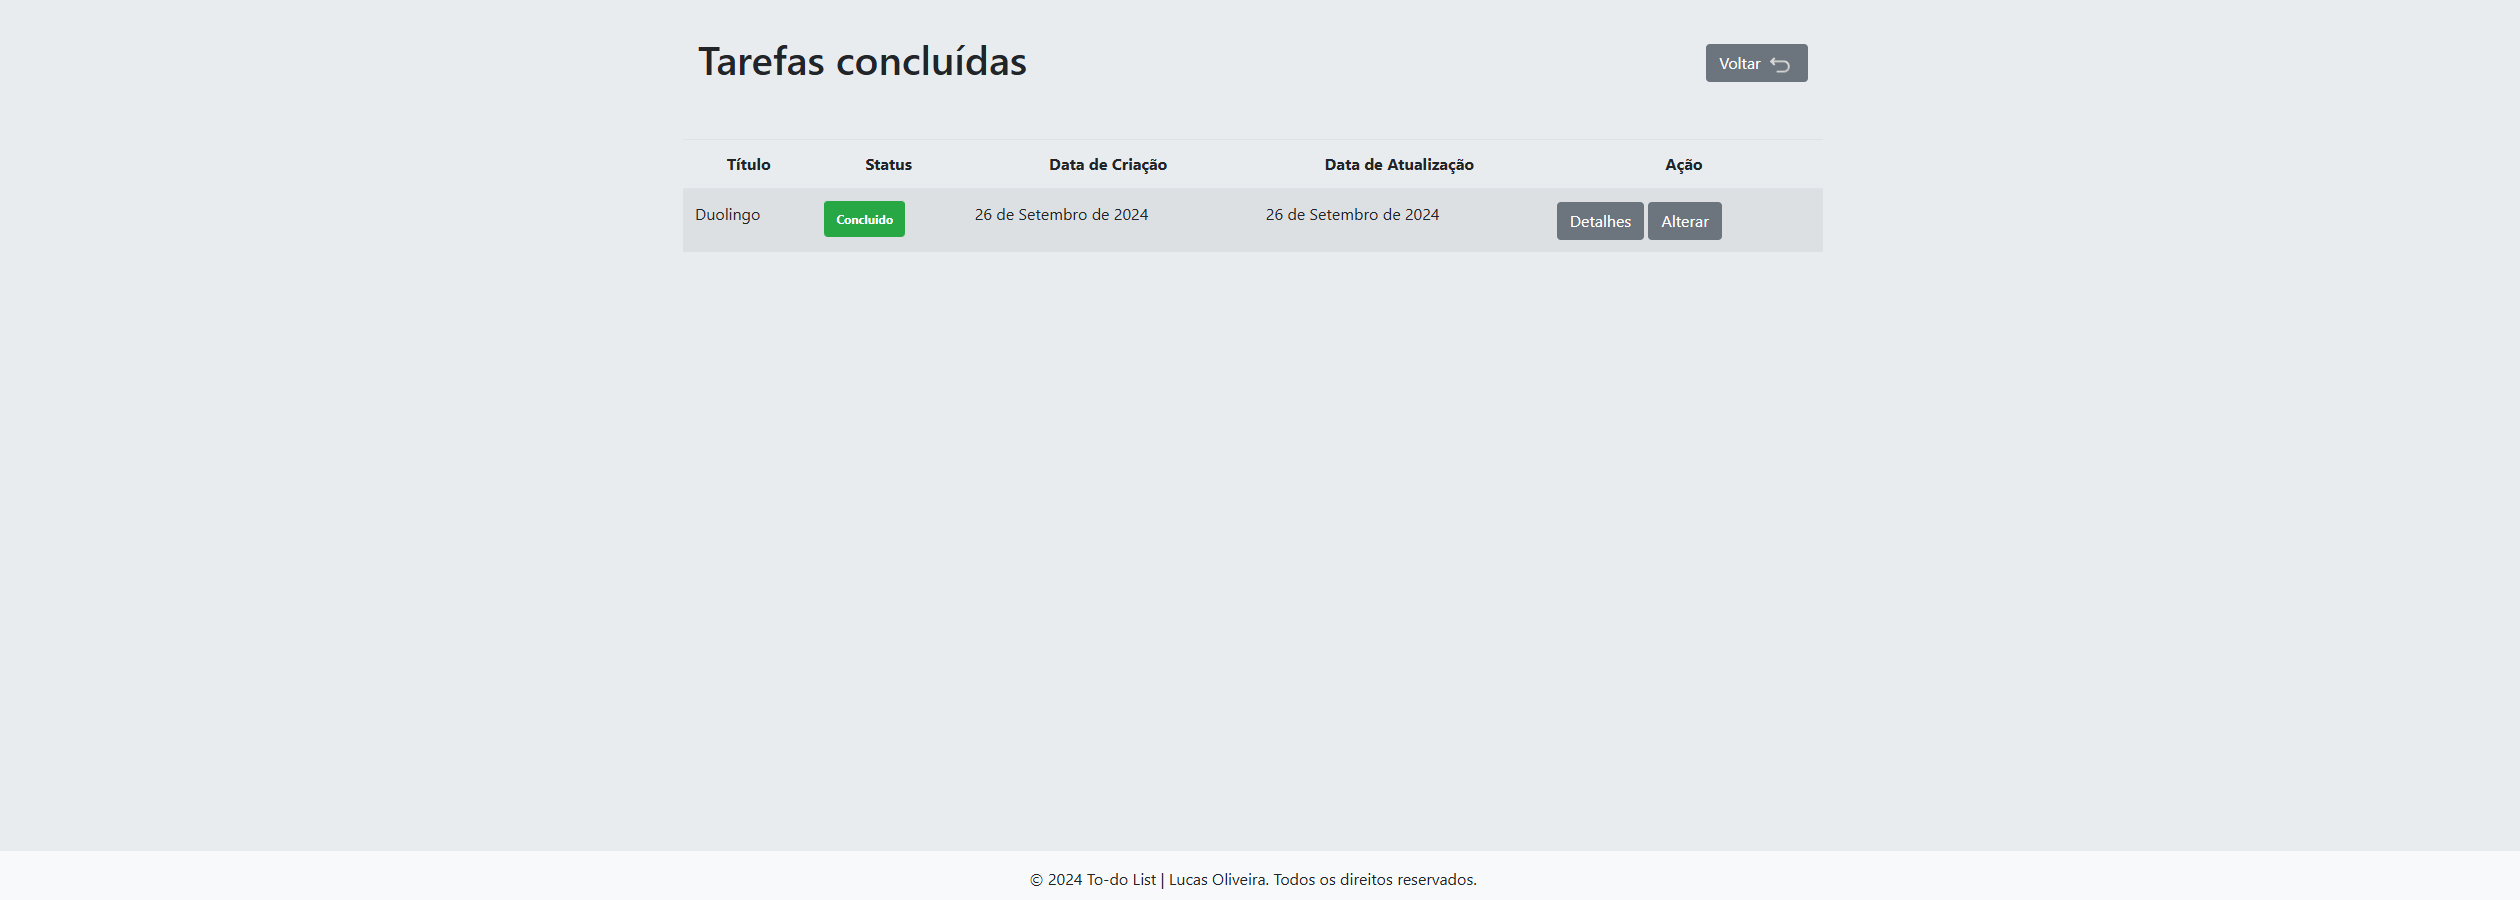 Tarefas concluídas
Voltar
Título Status Data de Criação Data de Atualização Ação
Duolingo Concluido 26 de Setembro de 2024 26 de Setembro de 2024 Detalhes Alterar
© 2024 To-do List | Lucas Oliveira. Todos os direitos reservados.